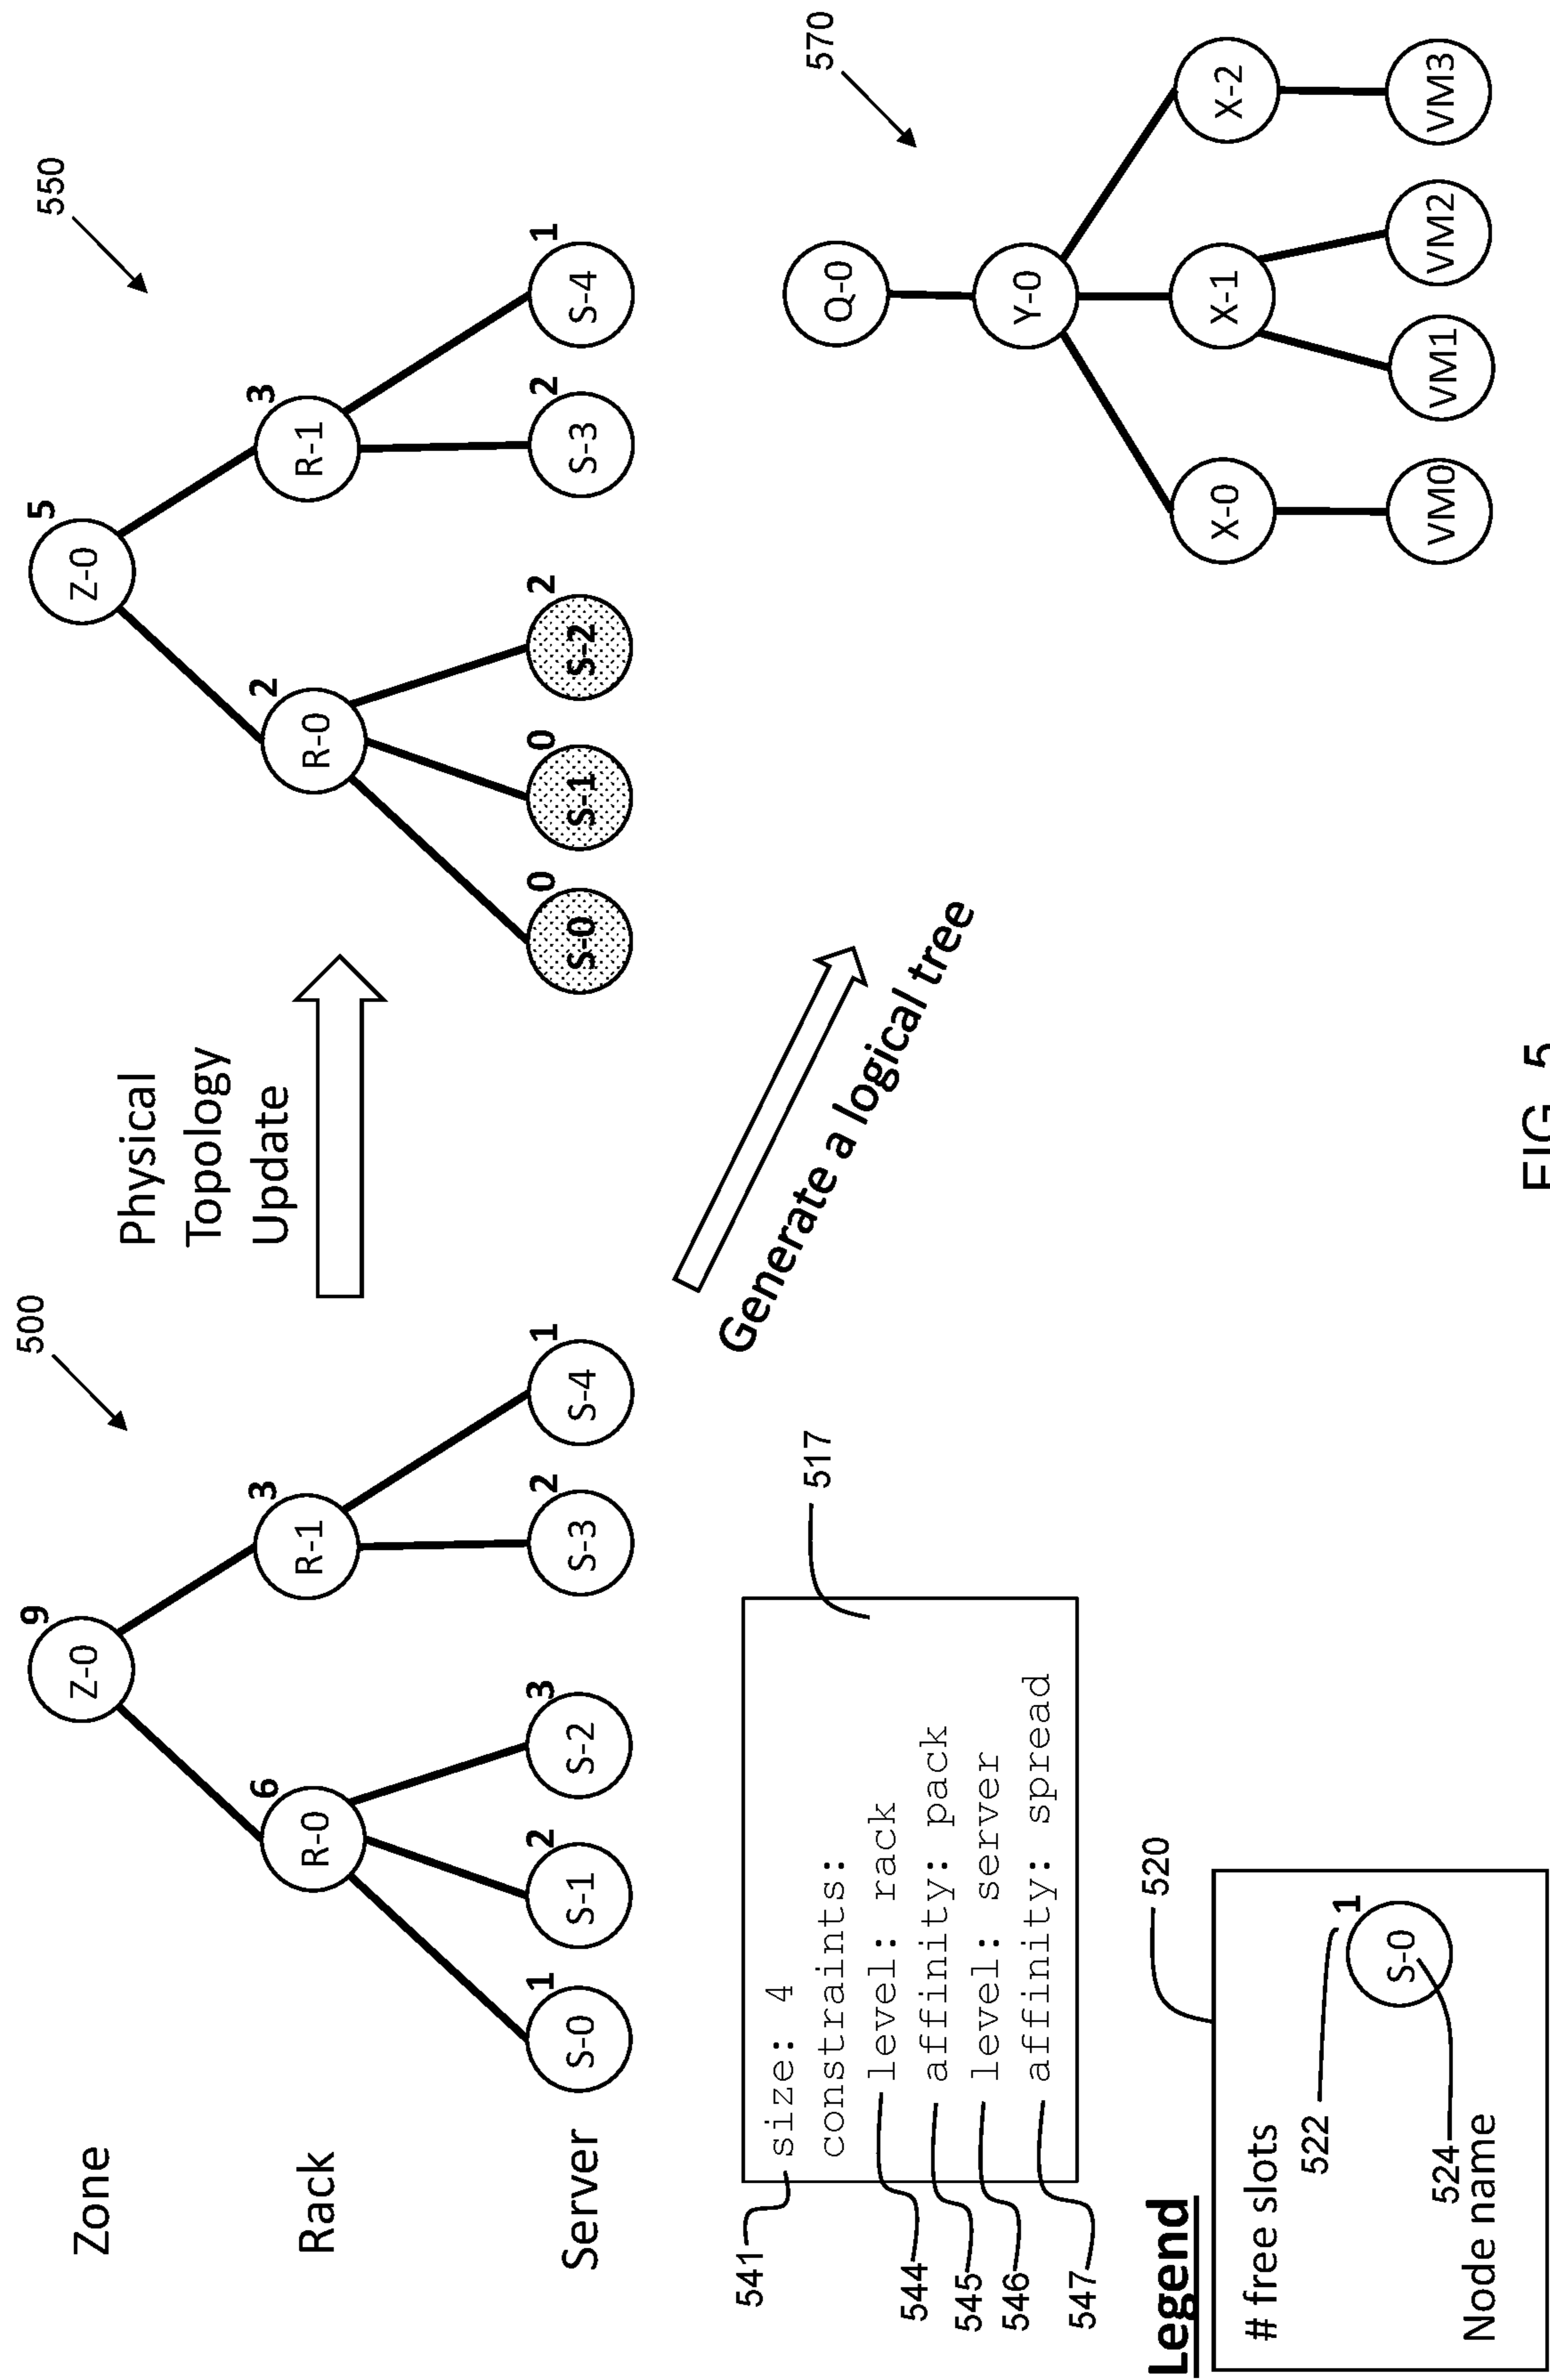 500
550
Physical
Topology
Update
Zone
9
Z-0
5
Z-0
Rack
6
R-0
3
R-1
2
R-0
3
R-1
Server
1
S-0
2
S-1
3
S-2
2
S-3
1
S-4
0
S-0
0
S-1
2
S-2
2
S-3
1
S-4
Generate a logical tree
517
541
size: 4
constraints:
544
level: rack
545
affinity: pack
546
level: server
547
affinity: spread
570
Q-0
Y-0
X-0
X-1
X-2
VM0
VM1
VM2
VM3
Legend
520
# free slots
522
1
S-0
524
Node name
FIG. 5